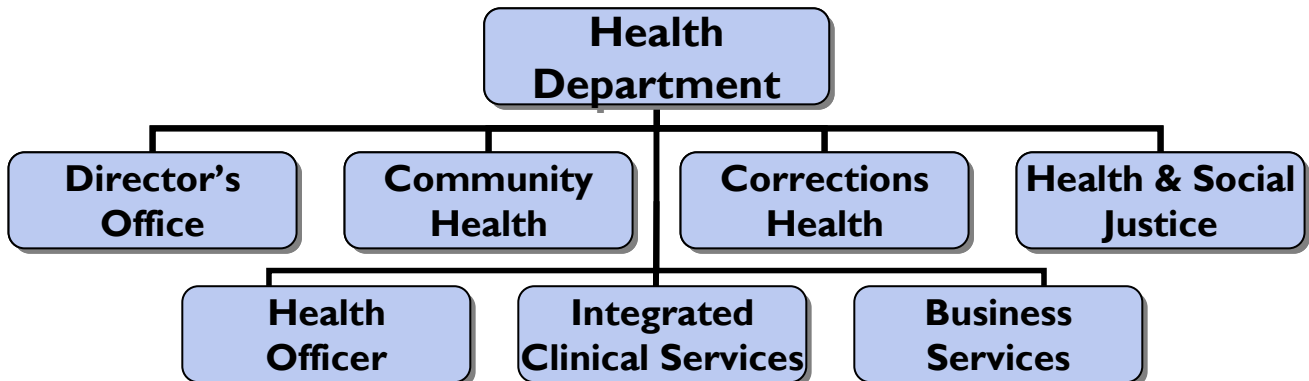 Health
Department
Director’s
Office
Community
Health
Corrections
Health
Health & Social
Justice
Health
Officer
Integrated
Clinical Services
Business
Services